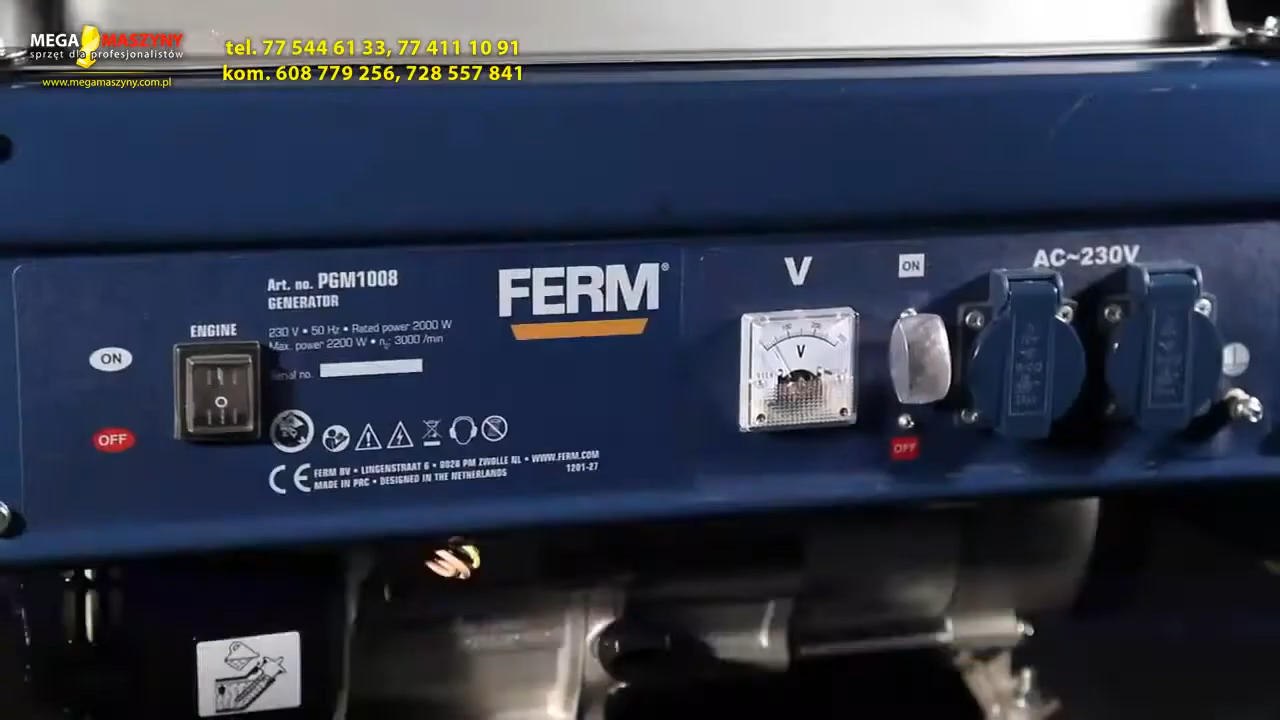 MEGA MASZYNY
sprzęt dla profesjonalistów
www.megamaszyny.com.pl
tel. 77 544 61 33, 77 411 10 91
kom. 608 779 256, 728 557 841
Art. no. PGM1008
GENERATOR
230 V • 50 Hz • Rated power 2000 W
Max. power 2200 W • n₀: 3000 /min
Serial no.
ENGINE
ON
OFF
CE
FERM BV • LINGENSTRAAT 6 • 8028 PM ZWOLLE NL • WWW.FERM.COM
MADE IN PRC • DESIGNED IN THE NETHERLANDS
1201-27
FERM®
V
V
ON
OFF
AC~230V